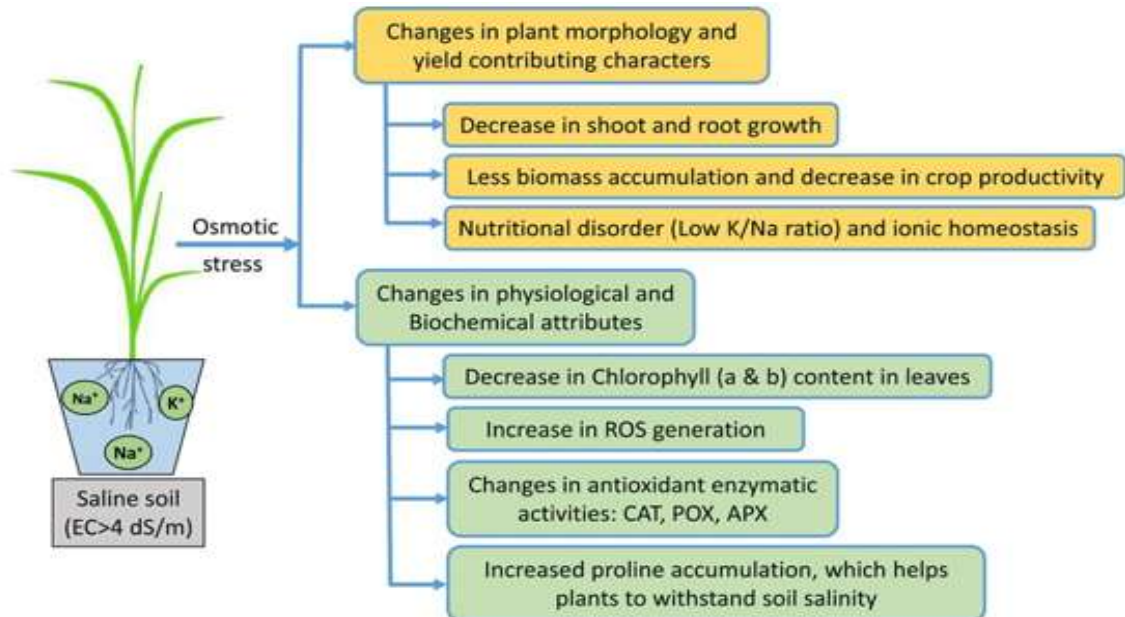 Changes in plant morphology and
yield contributing characters
Decrease in shoot and root growth
Less biomass accumulation and decrease in crop productivity
Nutritional disorder (Low K/Na ratio) and ionic homeostasis
Osmotic
stress
Changes in physiological and
Biochemical attributes
Decrease in Chlorophyll (a & b) content in leaves
Increase in ROS generation
Changes in antioxidant enzymatic
activities: CAT, POX, APX
Increased proline accumulation, which helps
plants to withstand soil salinity
Na⁺
K⁺
Na⁺
Saline soil
(EC>4 dS/m)